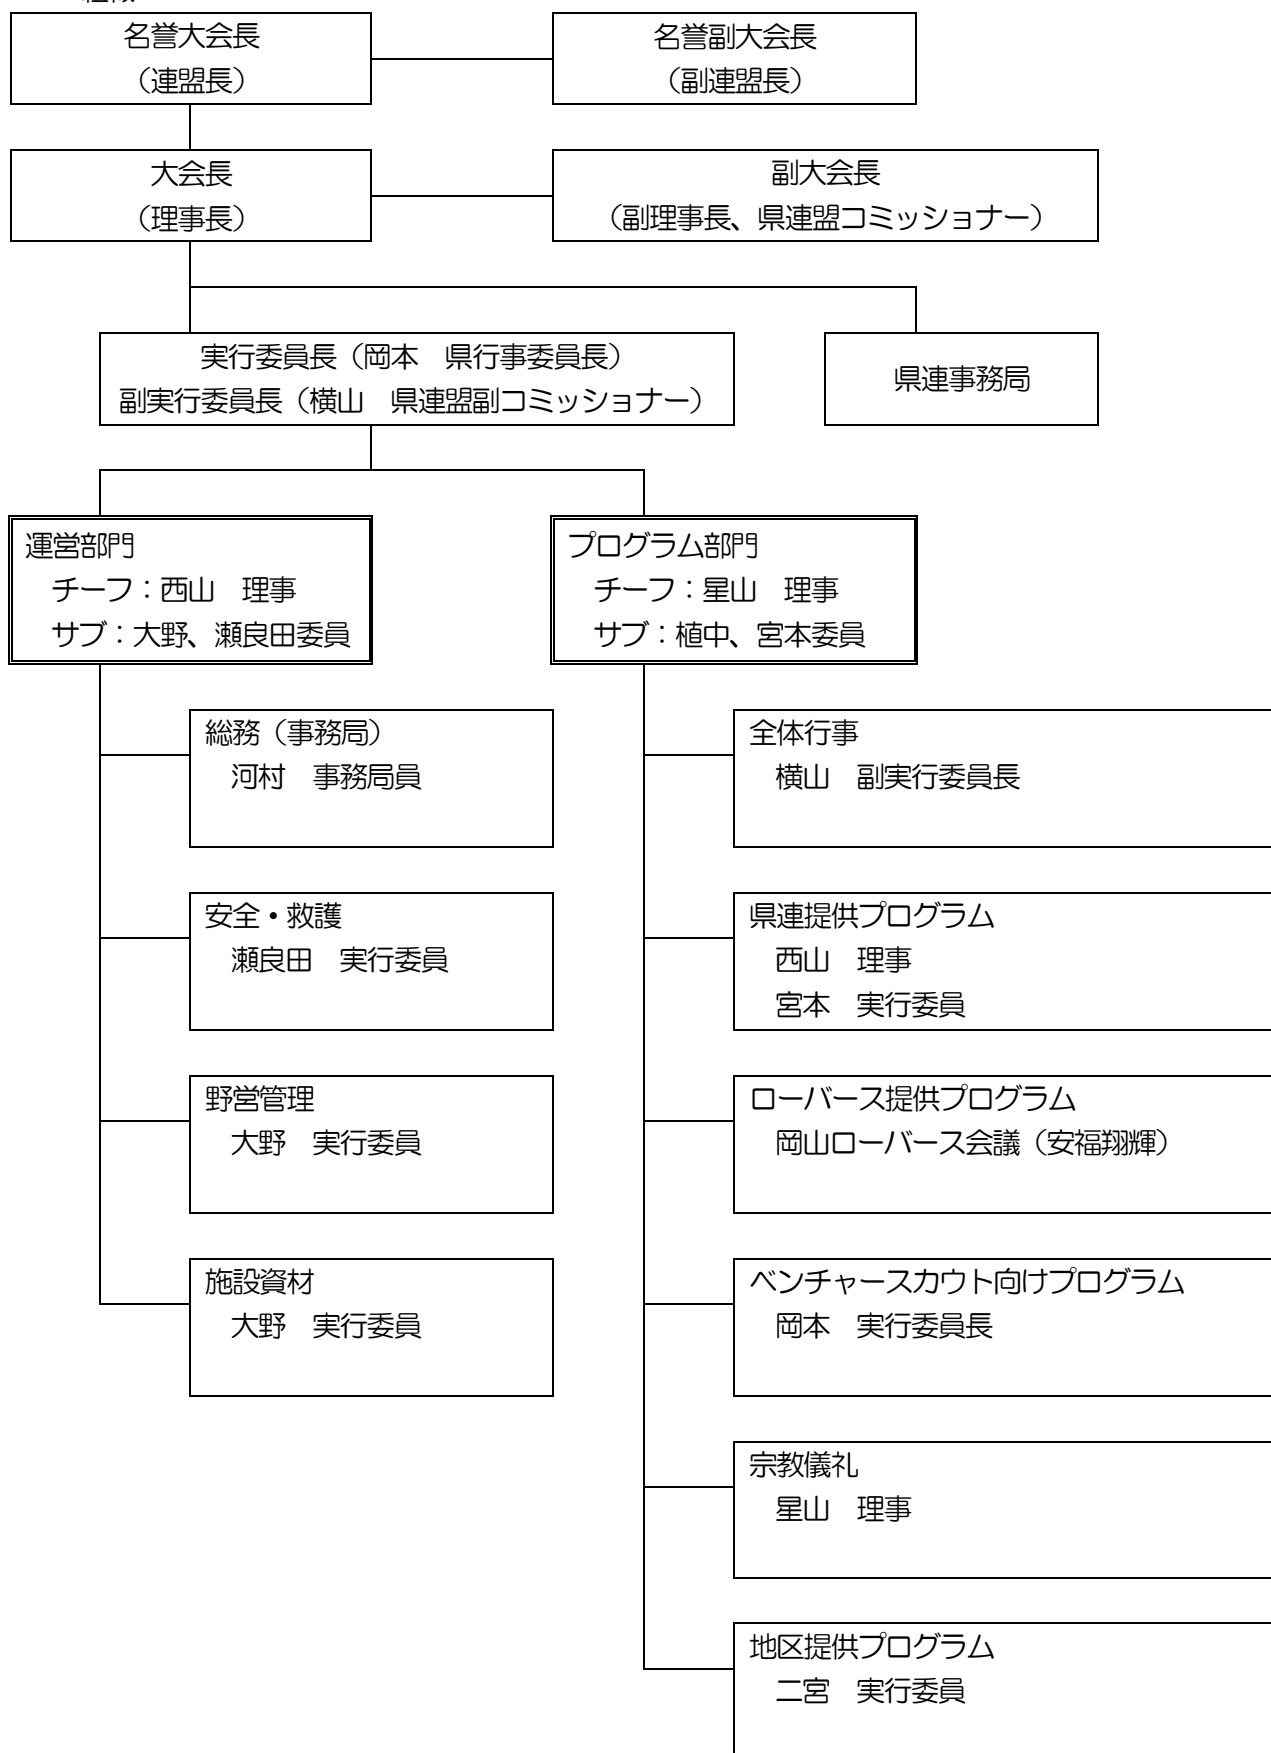 名誉大会長
（連盟長）
名誉副大会長
（副連盟長）
大会長
（理事長）
副大会長
（副理事長、県連盟コミッショナー）
実行委員長（岡本　県行事委員長）
副実行委員長（横山　県連盟副コミッショナー）
県連事務局
運営部門
チーフ：西山　理事
サブ：大野、瀬良田委員
プログラム部門
チーフ：星山　理事
サブ：植中、宮本委員
総務（事務局）
河村　事務局員
安全・救護
瀬良田　実行委員
野営管理
大野　実行委員
施設資材
大野　実行委員
全体行事
横山　副実行委員長
県連提供プログラム
西山　理事
宮本　実行委員
ローバース提供プログラム
岡山ローバース会議（安福翔輝）
ベンチャースカウト向けプログラム
岡本　実行委員長
宗教儀礼
星山　理事
地区提供プログラム
二宮　実行委員